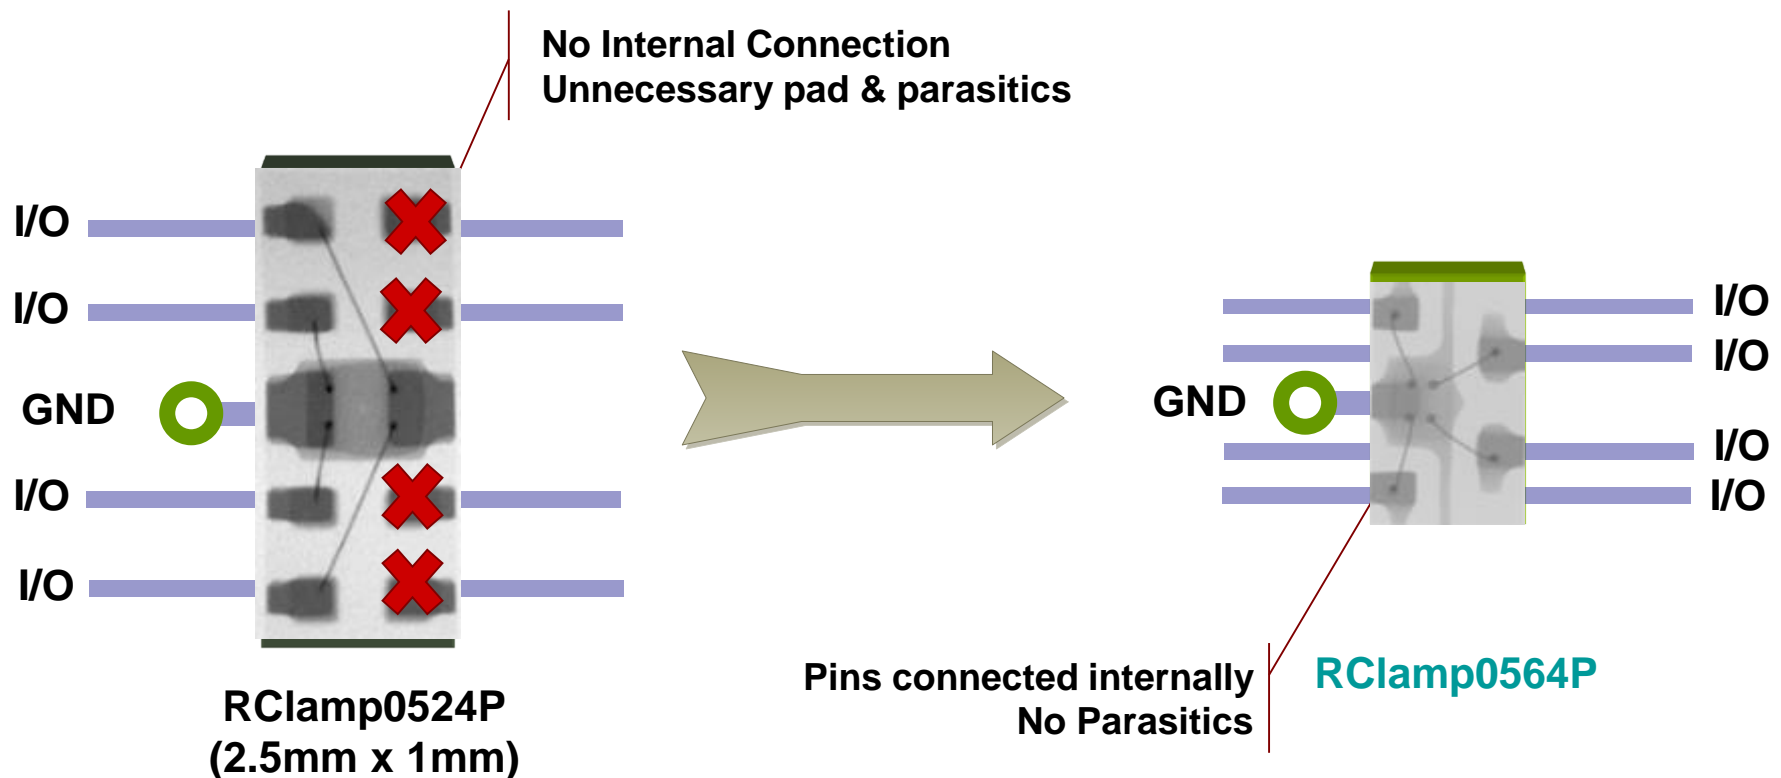 No Internal Connection
Unnecessary pad & parasitics
I/O
I/O
GND
I/O
I/O
RClamp0524P
(2.5mm x 1mm)
I/O
I/O
GND
I/O
I/O
Pins connected internally
No Parasitics
RClamp0564P